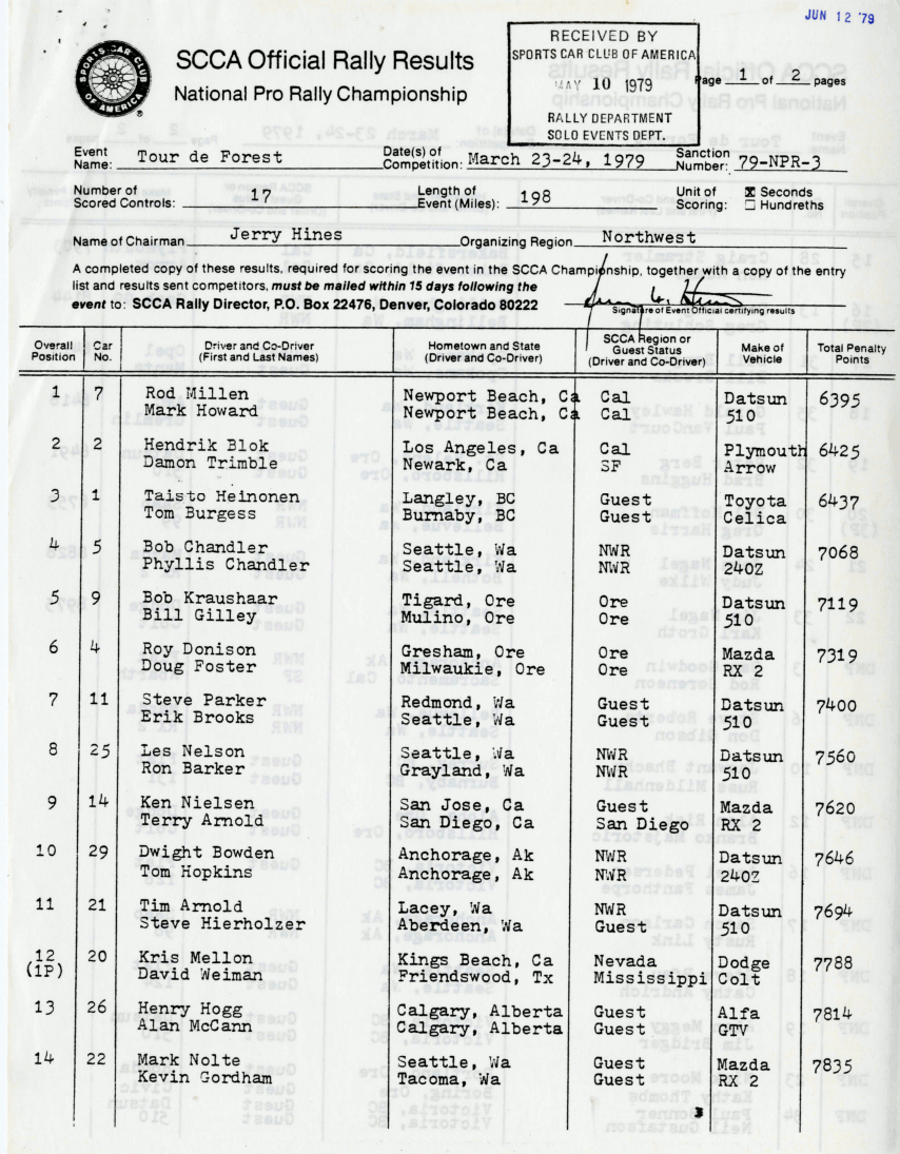 JUN 12 '79
SPORTS CAR CLUB OF AMERICA
SCCA Official Rally Results
National Pro Rally Championship
RECEIVED BY
SPORTS CAR CLUB OF AMERICA
MAY 10 1979
RALLY DEPARTMENT
SOLO EVENTS DEPT.
Page 1 of 2 pages
Event Name: Tour de Forest Date(s) of Competition: March 23-24, 1979 Sanction Number: 79-NPR-3
Number of Scored Controls: 17 Length of Event (Miles): 198 Unit of Scoring: ☒ Seconds
☐ Hundreths
Name of Chairman Jerry Hines Organizing Region Northwest
A completed copy of these results, required for scoring the event in the SCCA Championship, together with a copy of the entry
list and results sent competitors, must be mailed within 15 days following the
event to: SCCA Rally Director, P.O. Box 22476, Denver, Colorado 80222
Signature of Event Official certifying results
Overall Position Car No. Driver and Co-Driver (First and Last Names) Hometown and State (Driver and Co-Driver) SCCA Region or Guest Status (Driver and Co-Driver) Make of Vehicle Total Penalty Points
1 7 Rod Millen Newport Beach, Ca Cal Datsun 6395
Mark Howard Newport Beach, Ca Cal 510
2 2 Hendrik Blok Los Angeles, Ca Cal Plymouth 6425
Damon Trimble Newark, Ca SF Arrow
3 1 Taisto Heinonen Langley, BC Guest Toyota 6437
Tom Burgess Burnaby, BC Guest Celica
4 5 Bob Chandler Seattle, Wa NWR Datsun 7068
Phyllis Chandler Seattle, Wa NWR 240Z
5 9 Bob Kraushaar Tigard, Ore Ore Datsun 7119
Bill Gilley Mulino, Ore Ore 510
6 4 Roy Donison Gresham, Ore Ore Mazda 7319
Doug Foster Milwaukie, Ore Ore RX 2
7 11 Steve Parker Redmond, Wa Guest Datsun 7400
Erik Brooks Seattle, Wa Guest 510
8 25 Les Nelson Seattle, Wa NWR Datsun 7560
Ron Barker Grayland, Wa NWR 510
9 14 Ken Nielsen San Jose, Ca Guest Mazda 7620
Terry Arnold San Diego, Ca San Diego RX 2
10 29 Dwight Bowden Anchorage, Ak NWR Datsun 7646
Tom Hopkins Anchorage, Ak NWR 240Z
11 21 Tim Arnold Lacey, Wa NWR Datsun 7694
Steve Hierholzer Aberdeen, Wa Guest 510
12 20 Kris Mellon Kings Beach, Ca Nevada Dodge 7788
(1P) David Weiman Friendswood, Tx Mississippi Colt
13 26 Henry Hogg Calgary, Alberta Guest Alfa 7814
Alan McCann Calgary, Alberta Guest GTV
14 22 Mark Nolte Seattle, Wa Guest Mazda 7835
Kevin Gordham Tacoma, Wa Guest RX 2
3